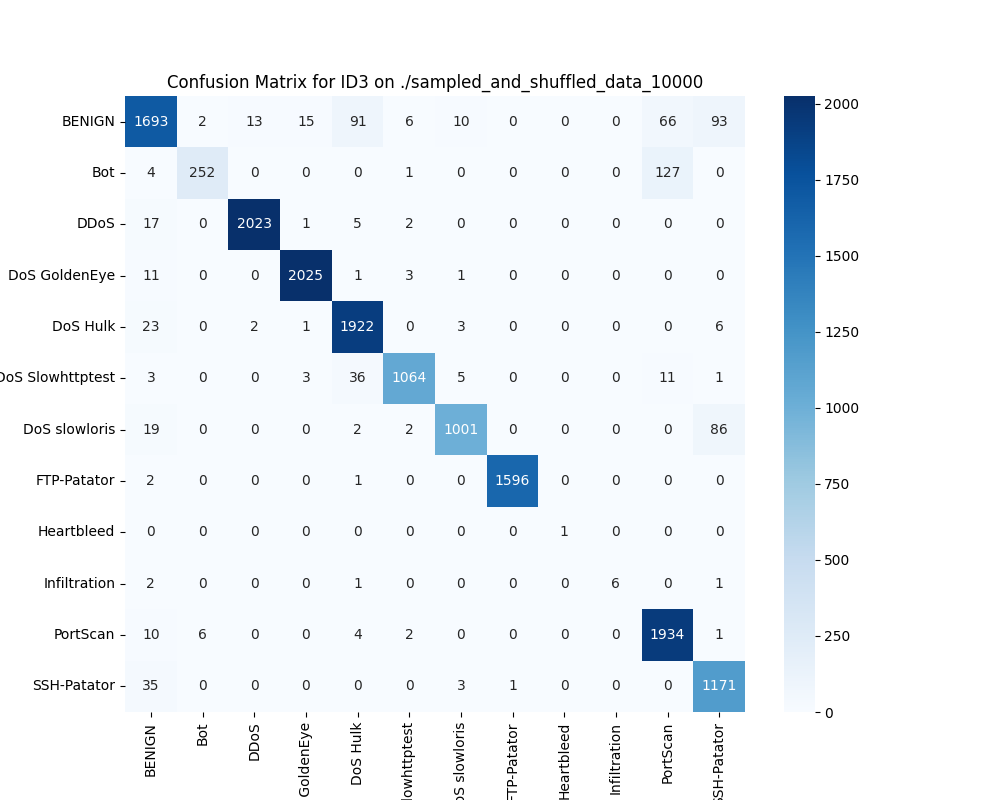 Confusion Matrix for ID3 on ./sampled_and_shuffled_data_10000
BENIGN 1693 2 13 15 91 6 10 0 0 0 66 93
Bot 4 252 0 0 0 1 0 0 0 0 127 0
DDoS 17 0 2023 1 5 2 0 0 0 0 0 0
DoS GoldenEye 11 0 0 2025 1 3 1 0 0 0 0 0
DoS Hulk 23 0 2 1 1922 0 3 0 0 0 0 6
DoS Slowhttptest 3 0 0 3 36 1064 5 0 0 0 11 1
DoS slowloris 19 0 0 0 2 2 1001 0 0 0 0 86
FTP-Patator 2 0 0 0 1 0 0 1596 0 0 0 0
Heartbleed 0 0 0 0 0 0 0 0 1 0 0 0
Infiltration 2 0 0 0 1 0 0 0 0 6 0 1
PortScan 10 6 0 0 4 2 0 0 0 0 1934 1
SSH-Patator 35 0 0 0 0 0 3 1 0 0 0 1171
BENIGN
Bot
DDoS
GoldenEye
DoS Hulk
lowhttptest
oS slowloris
FTP-Patator
Heartbleed
Infiltration
PortScan
SSH-Patator
2000
1750
1500
1250
1000
750
500
250
0